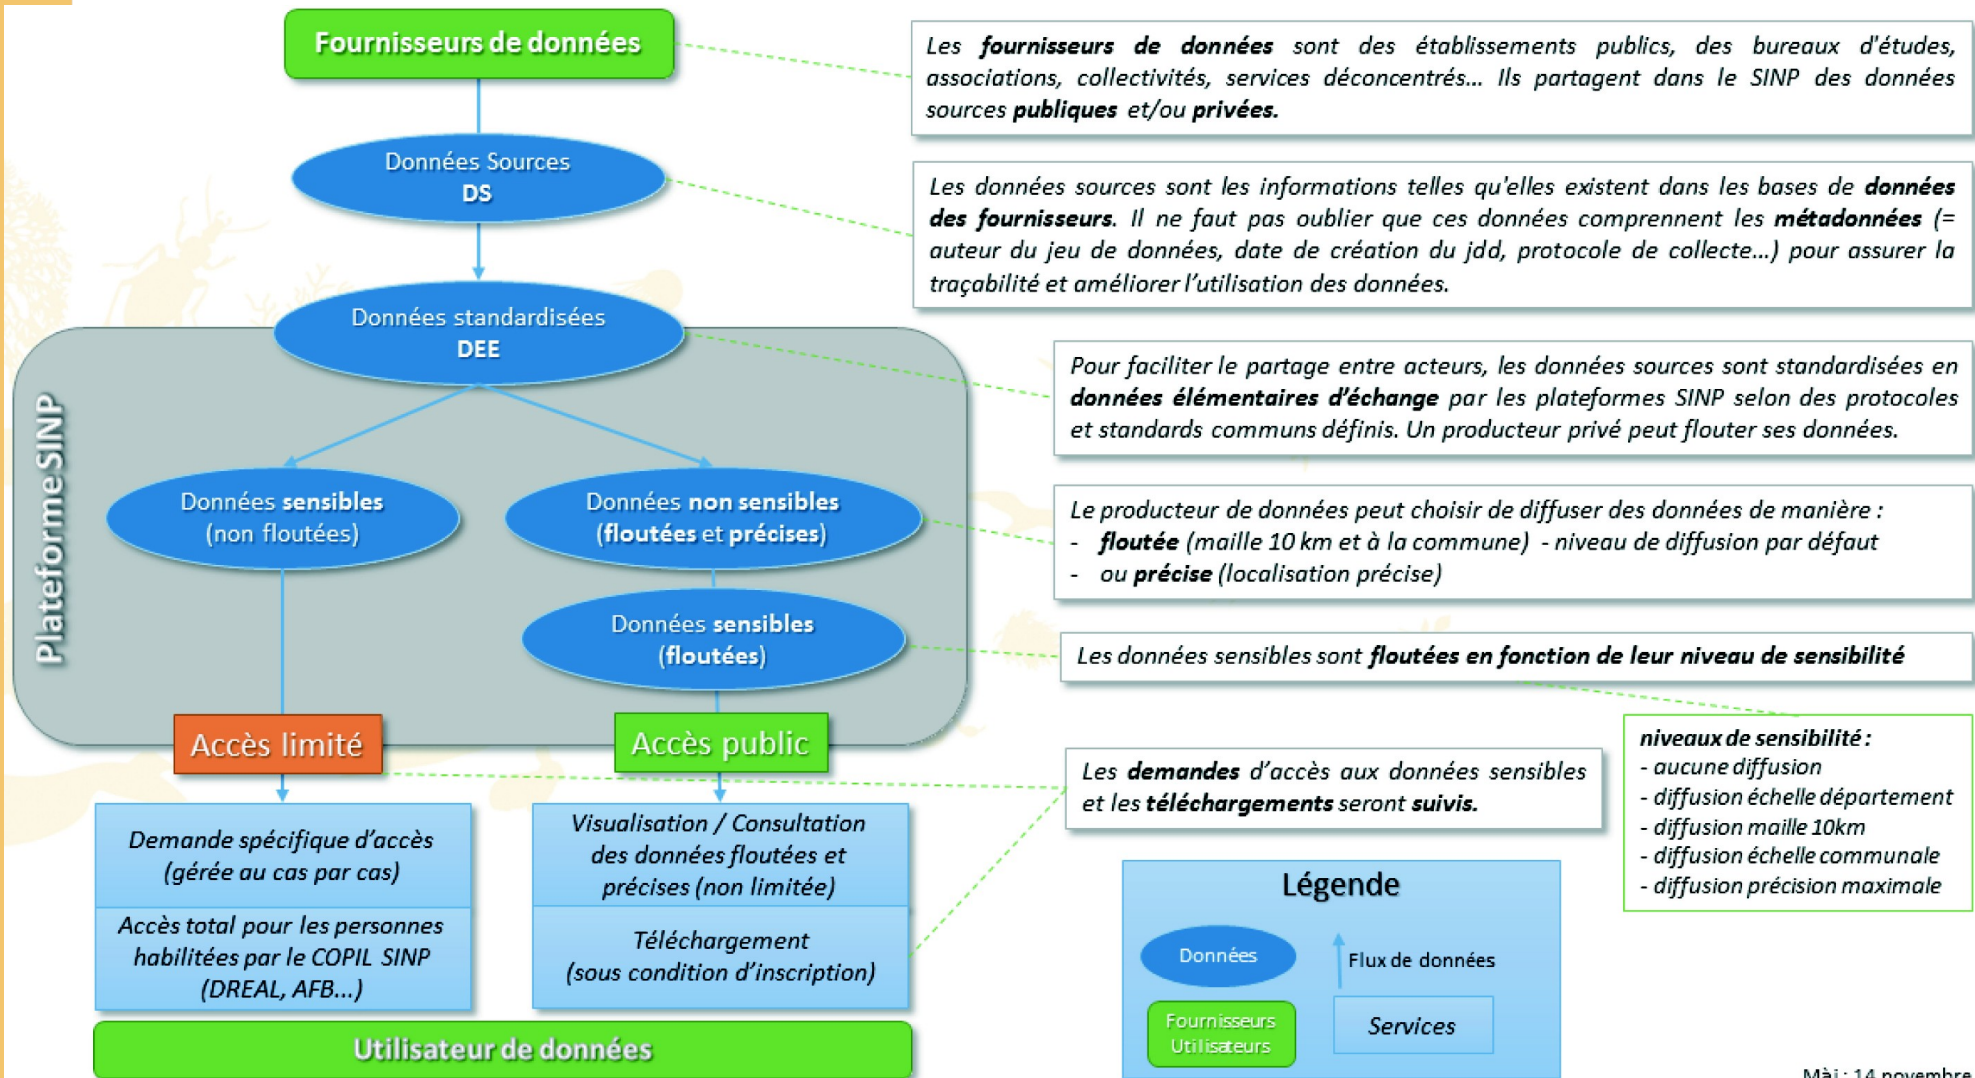 Fournisseurs de données
Les fournisseurs de données sont des établissements publics, des bureaux d'études,
associations, collectivités, services déconcentrés... Ils partagent dans le SINP des données
sources publiques et/ou privées.
Données Sources
DS
Les données sources sont les informations telles qu'elles existent dans les bases de données
des fournisseurs. Il ne faut pas oublier que ces données comprennent les métadonnées (=
auteur du jeu de données, date de création du jdd, protocole de collecte...) pour assurer la
traçabilité et améliorer l'utilisation des données.
Données standardisées
DEE
Pour faciliter le partage entre acteurs, les données sources sont standardisées en
données élémentaires d'échange par les plateformes SINP selon des protocoles
et standards communs définis. Un producteur privé peut flouter ses données.
Plateforme SINP
Données sensibles
(non floutées)
Données non sensibles
(floutées et précises)
Le producteur de données peut choisir de diffuser des données de manière :
- floutée (maille 10 km et à la commune) - niveau de diffusion par défaut
- ou précise (localisation précise)
Données sensibles
(floutées)
Les données sensibles sont floutées en fonction de leur niveau de sensibilité
niveaux de sensibilité :
- aucune diffusion
- diffusion échelle département
- diffusion maille 10km
- diffusion échelle communale
- diffusion précision maximale
Accès limité
Accès public
Les demandes d'accès aux données sensibles
et les téléchargements seront suivis.
Demande spécifique d'accès
(gérée au cas par cas)
Accès total pour les personnes
habilitées par le COPIL SINP
(DREAL, AFB...)
Visualisation / Consultation
des données floutées et
précises (non limitée)
Téléchargement
(sous condition d'inscription)
Utilisateur de données
Légende
Données
Flux de données
Fournisseurs
Utilisateurs
Services
Màj : 14 novembre